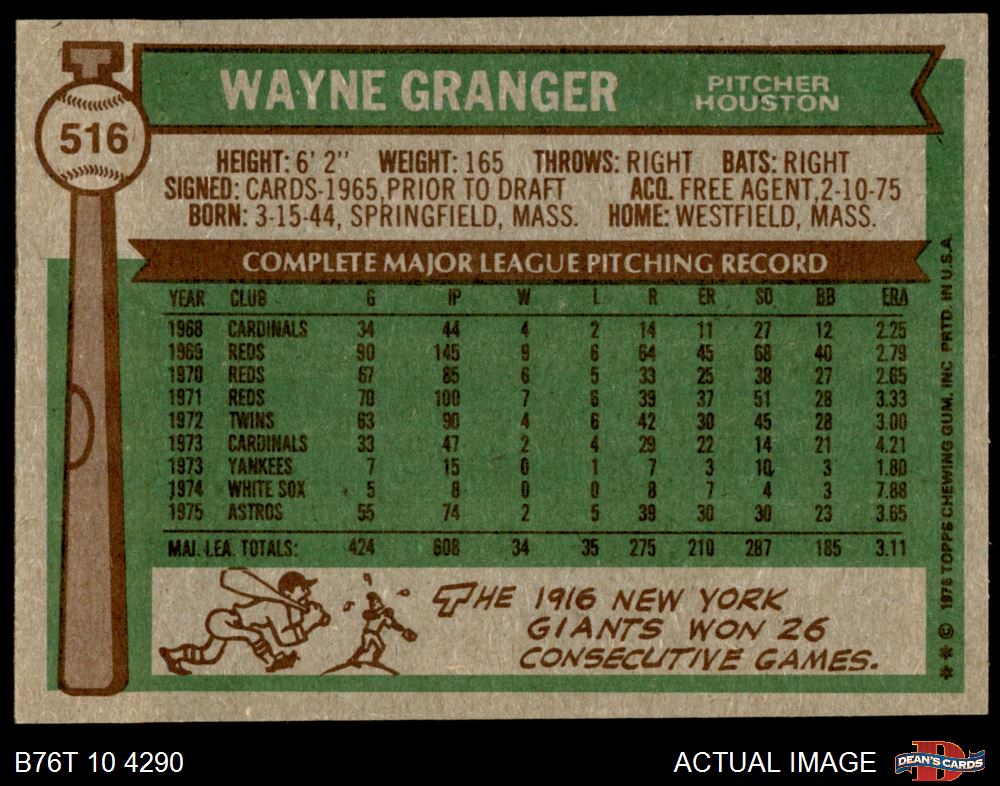 WAYNE GRANGER
PITCHER
HOUSTON
516
HEIGHT: 6' 2" WEIGHT: 165 THROWS: RIGHT BATS: RIGHT
SIGNED: CARDS-1965, PRIOR TO DRAFT ACQ. FREE AGENT, 2-10-75
BORN: 3-15-44, SPRINGFIELD, MASS. HOME: WESTFIELD, MASS.
COMPLETE MAJOR LEAGUE PITCHING RECORD
YEAR CLUB G IP W L R ER SO BB ERA
1968 CARDINALS 34 44 4 2 14 11 27 12 2.25
1969 REDS 90 145 9 6 64 45 68 40 2.79
1970 REDS 67 85 6 5 33 25 38 27 2.65
1971 REDS 70 100 7 6 39 37 51 28 3.33
1972 TWINS 63 90 4 6 42 30 45 28 3.00
1973 CARDINALS 33 47 2 4 29 22 14 21 4.21
1973 YANKEES 7 15 0 1 7 3 10 3 1.80
1974 WHITE SOX 5 8 0 0 8 7 4 3 7.88
1975 ASTROS 55 74 2 5 39 30 30 23 3.65
MAJ. LEA. TOTALS: 424 608 34 35 275 210 287 185 3.11
THE 1916 NEW YORK
GIANTS WON 26
CONSECUTIVE GAMES.
** © 1976 TOPPS CHEWING GUM, INC. PRTD. IN U.S.A.
B76T 10 4290
ACTUAL IMAGE
D
DEAN'S CARDS